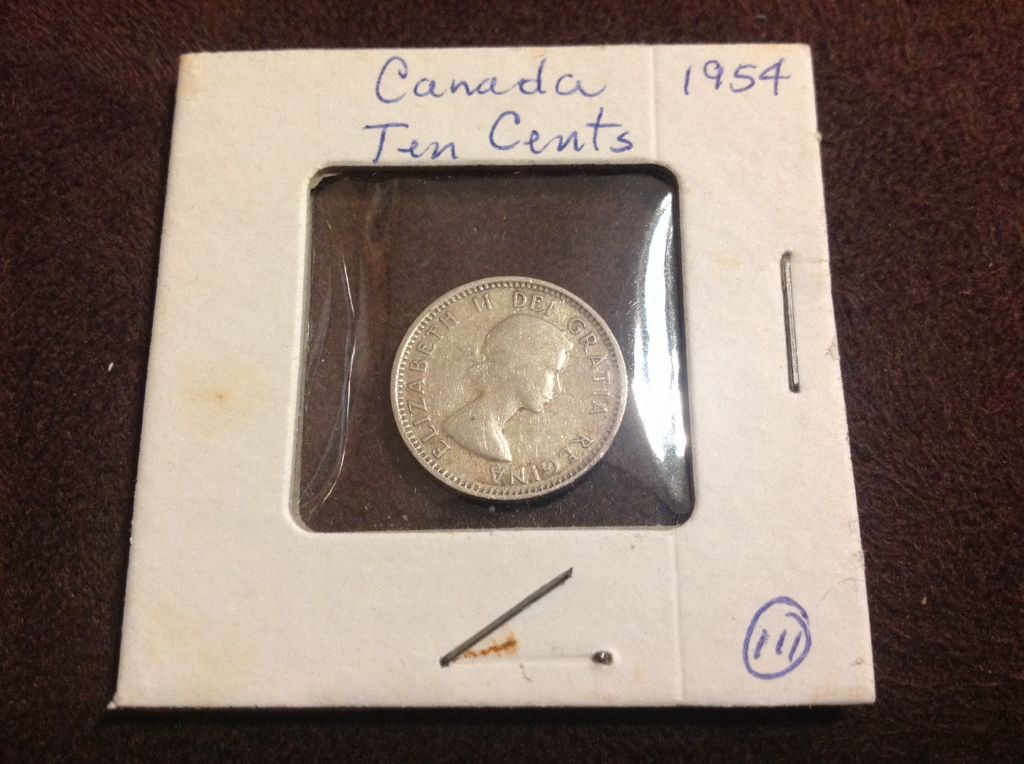 Canada 1954
Ten Cents
ELIZABETH II DEI GRATIA REGINA
111